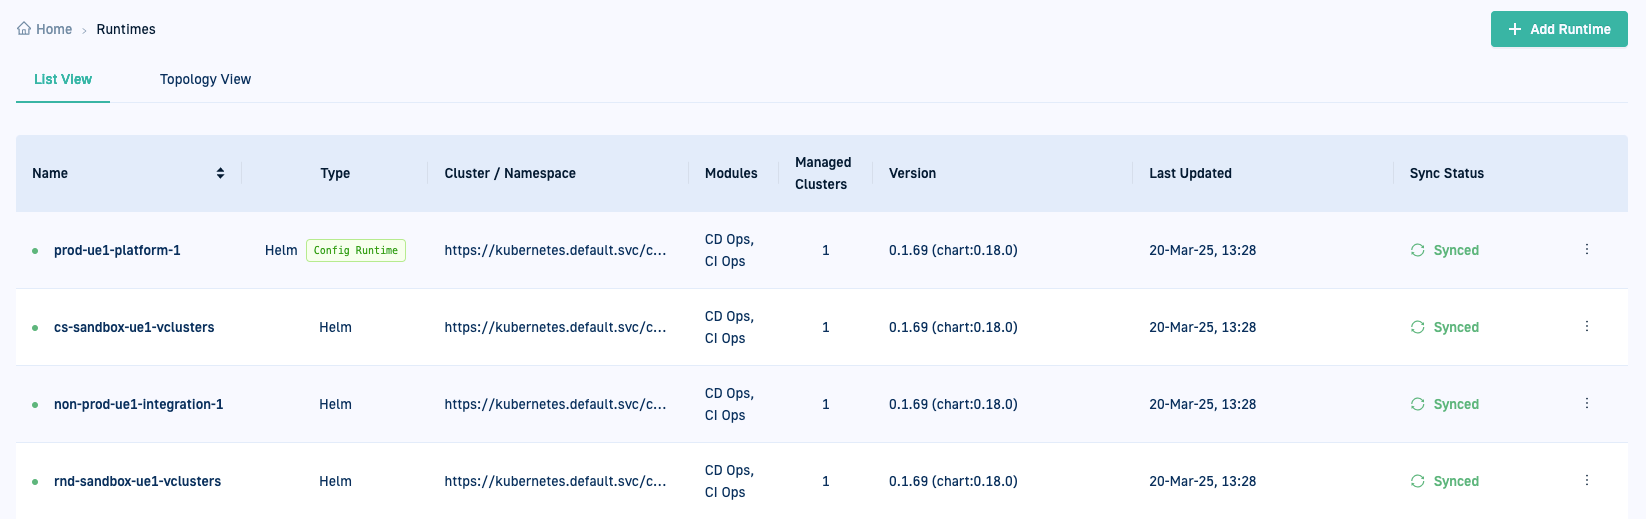 Home › Runtimes
Add Runtime
List View Topology View
Name Type Cluster / Namespace Modules Managed Clusters Version Last Updated Sync Status
prod-ue1-platform-1 Helm Config Runtime https://kubernetes.default.svc/c... CD Ops, CI Ops 1 0.1.69 (chart:0.18.0) 20-Mar-25, 13:28 Synced
cs-sandbox-ue1-vclusters Helm https://kubernetes.default.svc/c... CD Ops, CI Ops 1 0.1.69 (chart:0.18.0) 20-Mar-25, 13:28 Synced
non-prod-ue1-integration-1 Helm https://kubernetes.default.svc/c... CD Ops, CI Ops 1 0.1.69 (chart:0.18.0) 20-Mar-25, 13:28 Synced
rnd-sandbox-ue1-vclusters Helm https://kubernetes.default.svc/c... CD Ops, CI Ops 1 0.1.69 (chart:0.18.0) 20-Mar-25, 13:28 Synced